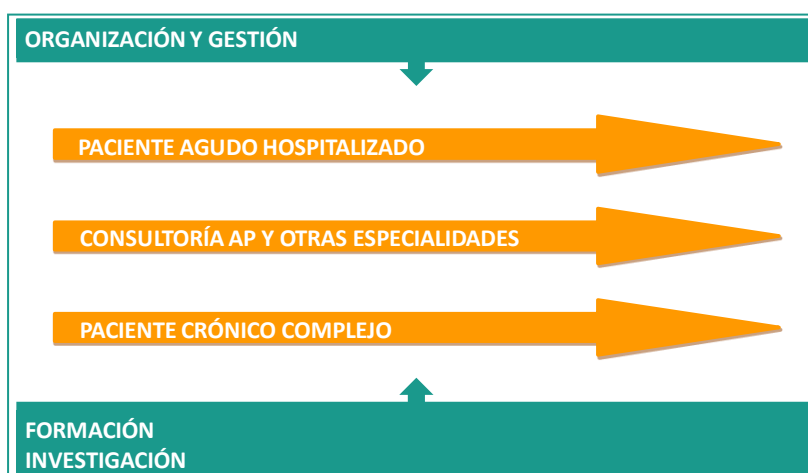 ORGANIZACIÓN Y GESTIÓN
PACIENTE AGUDO HOSPITALIZADO
CONSULTORÍA AP Y OTRAS ESPECIALIDADES
PACIENTE CRÓNICO COMPLEJO
FORMACIÓN
INVESTIGACIÓN